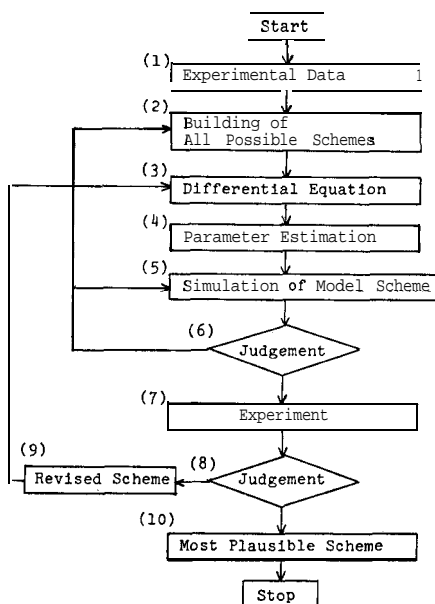 Start
(1)
Experimental Data 1
(2)
Building of
All Possible Schemes
(3)
Differential Equation
(4)
Parameter Estimation
(5)
Simulation of Model Scheme
(6)
Judgement
(7)
Experiment
(9)
(8)
Revised Scheme
Judgement
(10)
Most Plausible Scheme
Stop